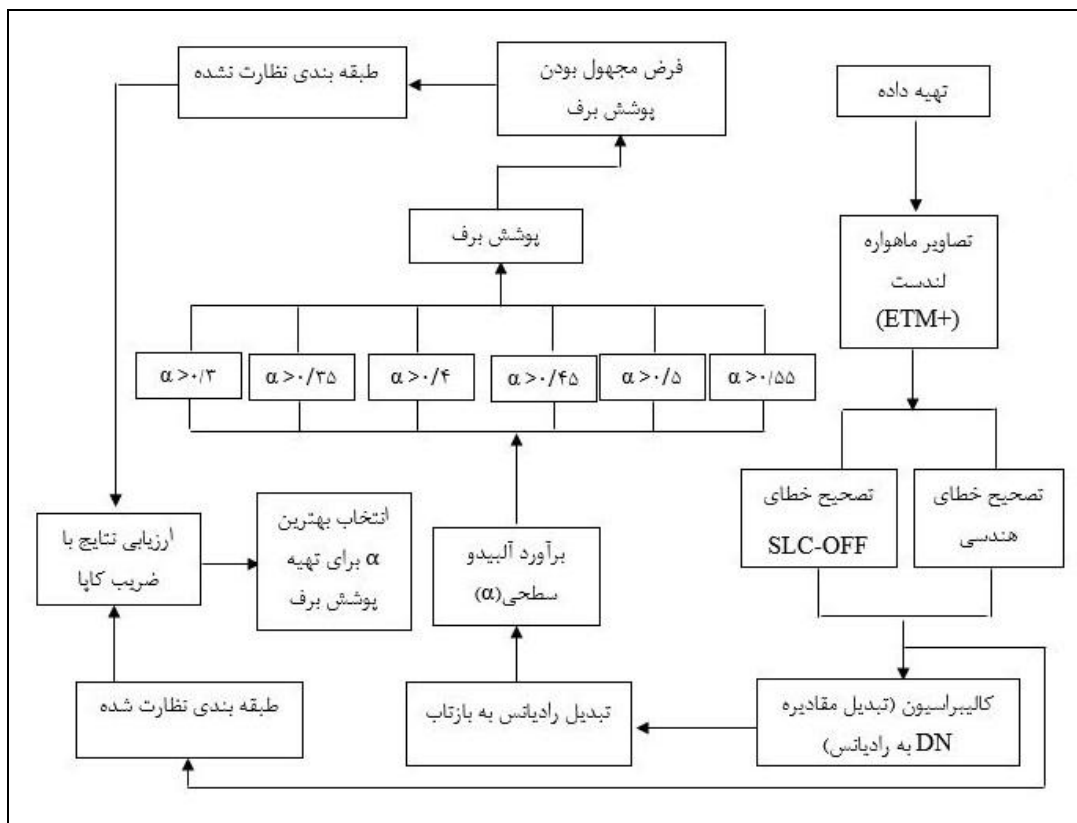 تهیه داده
تصاویر ماهواره
لندست
(ETM+)
تصحیح خطای
هندسی
تصحیح خطای
SLC-OFF
کالیبراسیون (تبدیل مقادیره
DN به رادیانس)
تبدیل رادیانس به بازتاب
برآورد آلبیدو
سطحی(α)
α >۰/۳
α >۰/۳۵
α >۰/۴
α >۰/۴۵
α >۰/۵
α >۰/۵۵
پوشش برف
فرض مجهول بودن
پوشش برف
طبقه بندی نظارت نشده
طبقه بندی نظارت شده
ارزیابی نتایج با
ضریب کاپا
انتخاب بهترین
α برای تهیه
پوشش برف